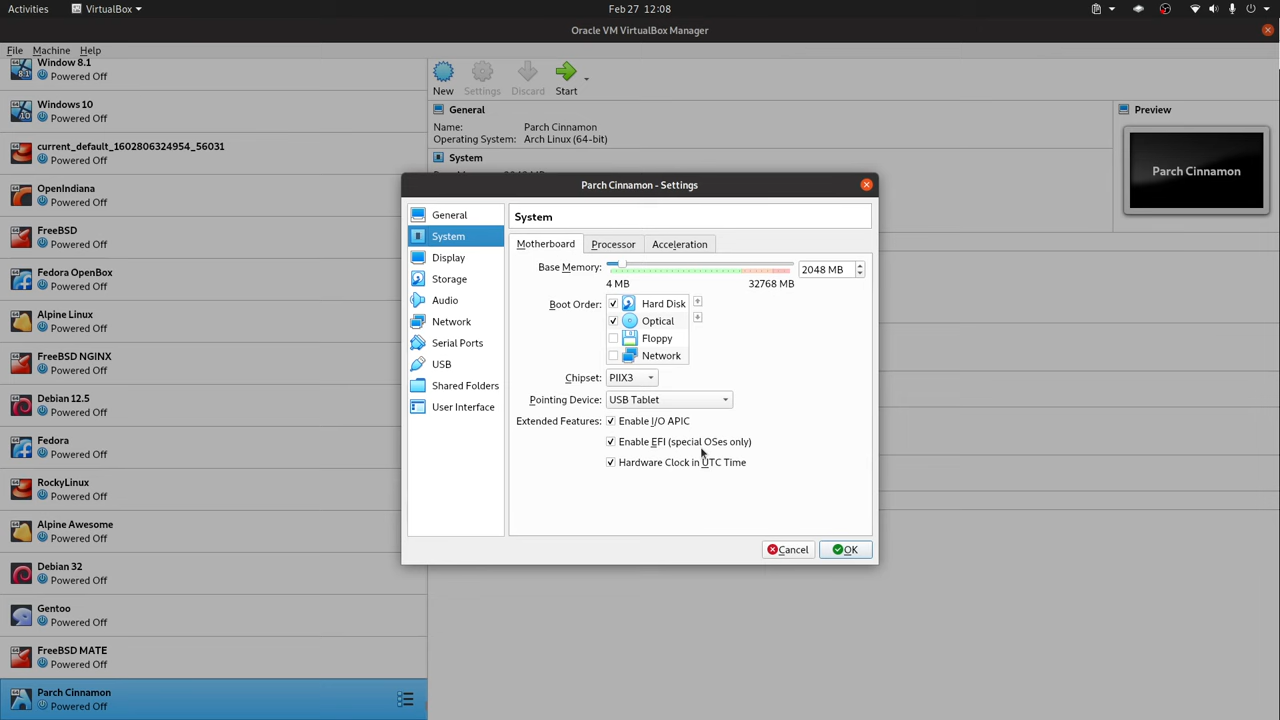 Activities VirtualBox Feb 27 12:08
Oracle VM VirtualBox Manager
File Machine Help
Window 8.1
Powered Off
Windows 10
Powered Off
current_default_1602806324954_56031
Powered Off
OpenIndiana
Powered Off
FreeBSD
Powered Off
Fedora OpenBox
Powered Off
Alpine Linux
Powered Off
FreeBSD NGINX
Powered Off
Debian 12.5
Powered Off
Fedora
Powered Off
RockyLinux
Powered Off
Alpine Awesome
Powered Off
Debian 32
Powered Off
Gentoo
Powered Off
FreeBSD MATE
Powered Off
Parch Cinnamon
Powered Off
New Settings Discard Start
General
Name: Parch Cinnamon
Operating System: Arch Linux (64-bit)
System
Preview
Parch Cinnamon
Parch Cinnamon - Settings
General
System
Display
Storage
Audio
Network
Serial Ports
USB
Shared Folders
User Interface
System
Motherboard Processor Acceleration
Base Memory: 2048 MB
4 MB 32768 MB
Boot Order: Hard Disk
Optical
Floppy
Network
Chipset: PIIX3
Pointing Device: USB Tablet
Extended Features: Enable I/O APIC
Enable EFI (special OSes only)
Hardware Clock in UTC Time
Cancel OK